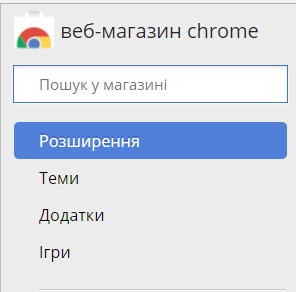 веб-магазин chrome
Пошук у магазині
Розширення
Теми
Додатки
Ігри